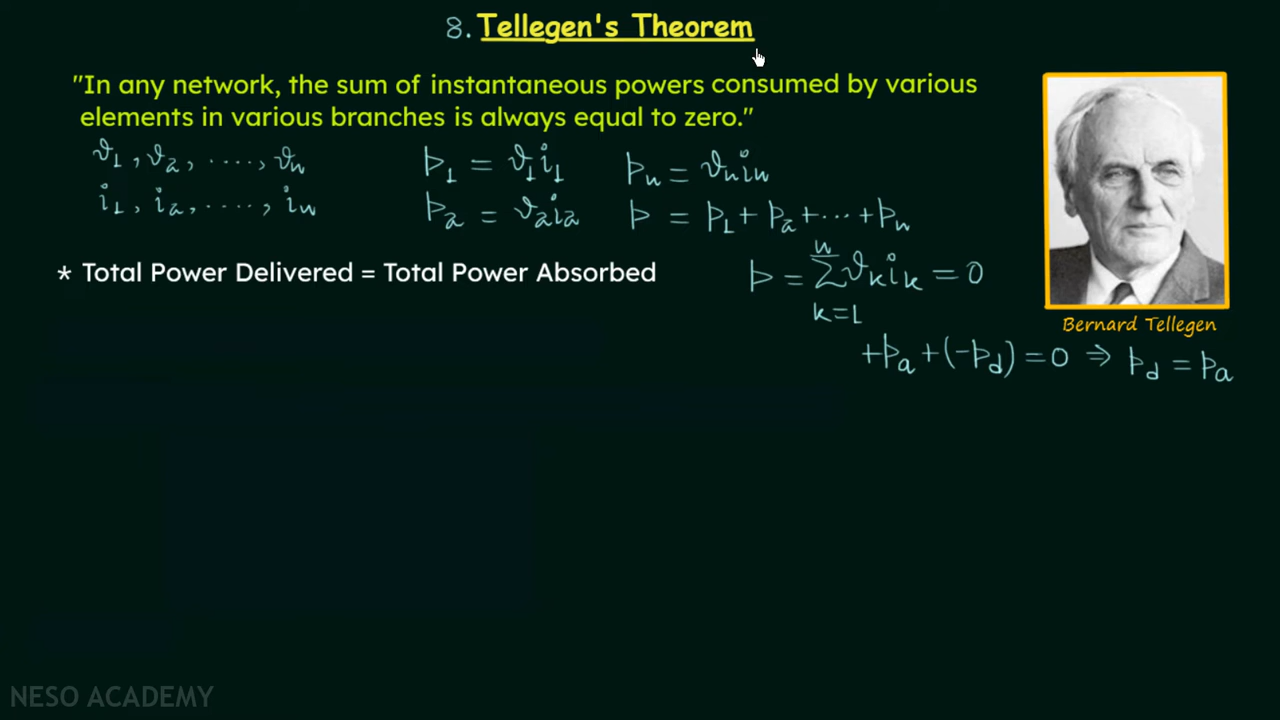 8. Tellegen's Theorem
"In any network, the sum of instantaneous powers consumed by various
elements in various branches is always equal to zero."
v₁, v₂, ...., vₙ
i₁, i₂, ...., iₙ
p₁ = v₁i₁
p₂ = v₂i₂
pₙ = vₙiₙ
p = p₁ + p₂ + ... + pₙ
* Total Power Delivered = Total Power Absorbed
p = ∑ₖ₌₁ⁿ vₖiₖ = 0
+pₐ + (-p_d) = 0 ⇒ p_d = pₐ
Bernard Tellegen
NESO ACADEMY